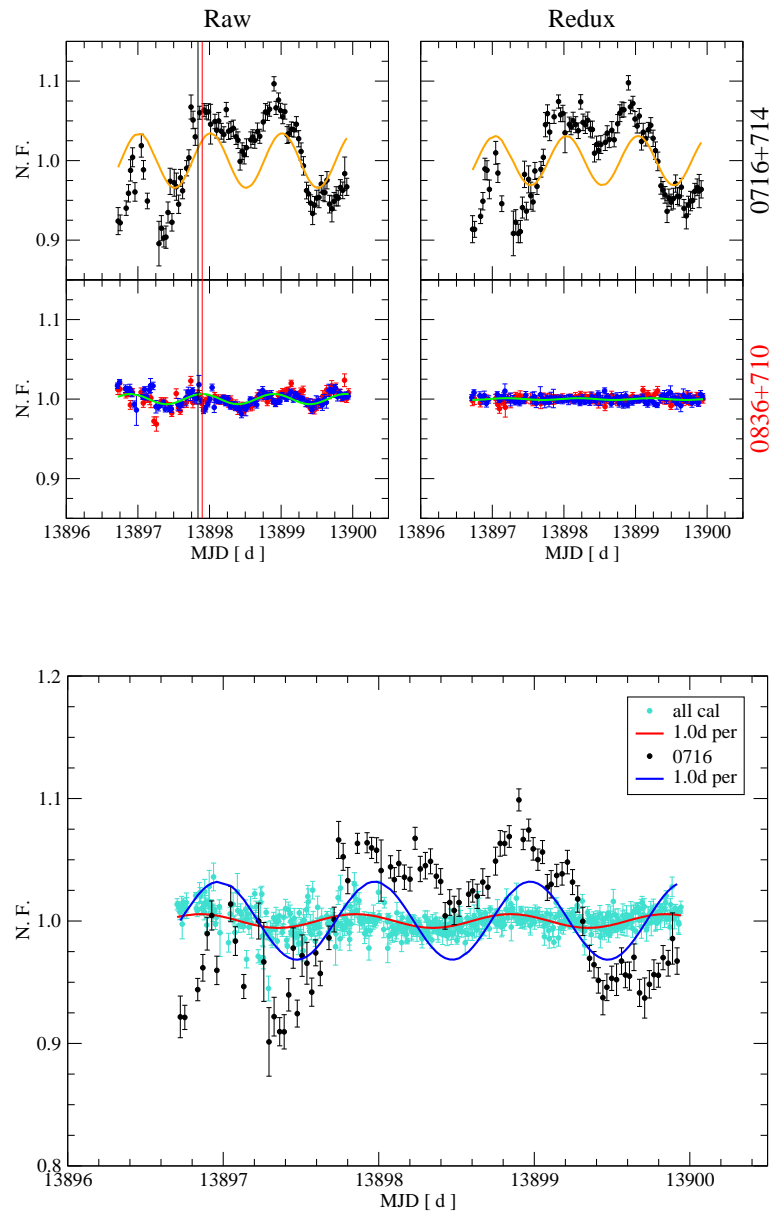 Raw Redux
1.1
1.0
0.9
N. F.
0716+714
1.1
1.0
0.9
N. F.
0836+710
13896 13897 13898 13899 13900
MJD [ d ]
13896 13897 13898 13899 13900
MJD [ d ]
1.2
1.1
1.0
0.9
0.8
N. F.
all cal
1.0d per
0716
1.0d per
13896 13897 13898 13899 13900
MJD [ d ]